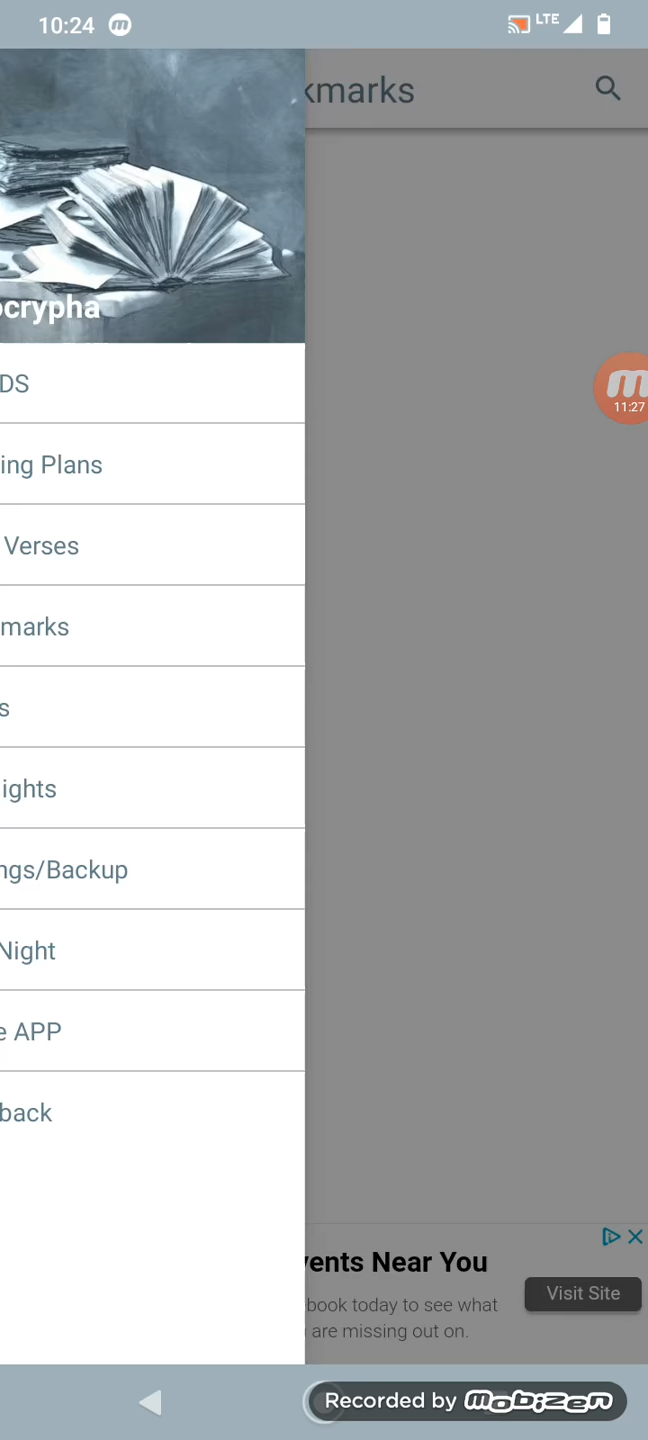 10:24 m LTE
kmarks
ocrypha
DS
ing Plans
Verses
marks
s
ights
ngs/Backup
Night
e APP
back
m
11:27
vents Near You
book today to see what
are missing out on.
Visit Site
Recorded by mobizen